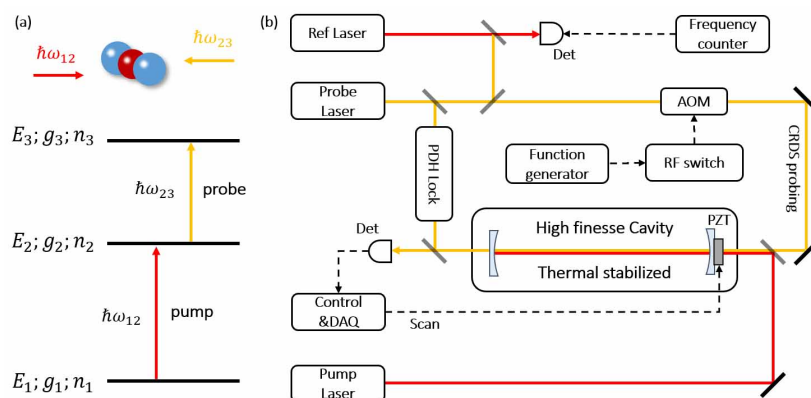 (a)
ℏω₁₂
ℏω₂₃
E₃; g₃; n₃
ℏω₂₃
probe
E₂; g₂; n₂
ℏω₁₂
pump
E₁; g₁; n₁
(b)
Ref Laser
Det
Frequency
counter
Probe
Laser
AOM
PDH Lock
Function
generator
RF switch
CRDS probing
PZT
High finesse Cavity
Thermal stabilized
Det
Control
&DAQ
Scan
Pump
Laser